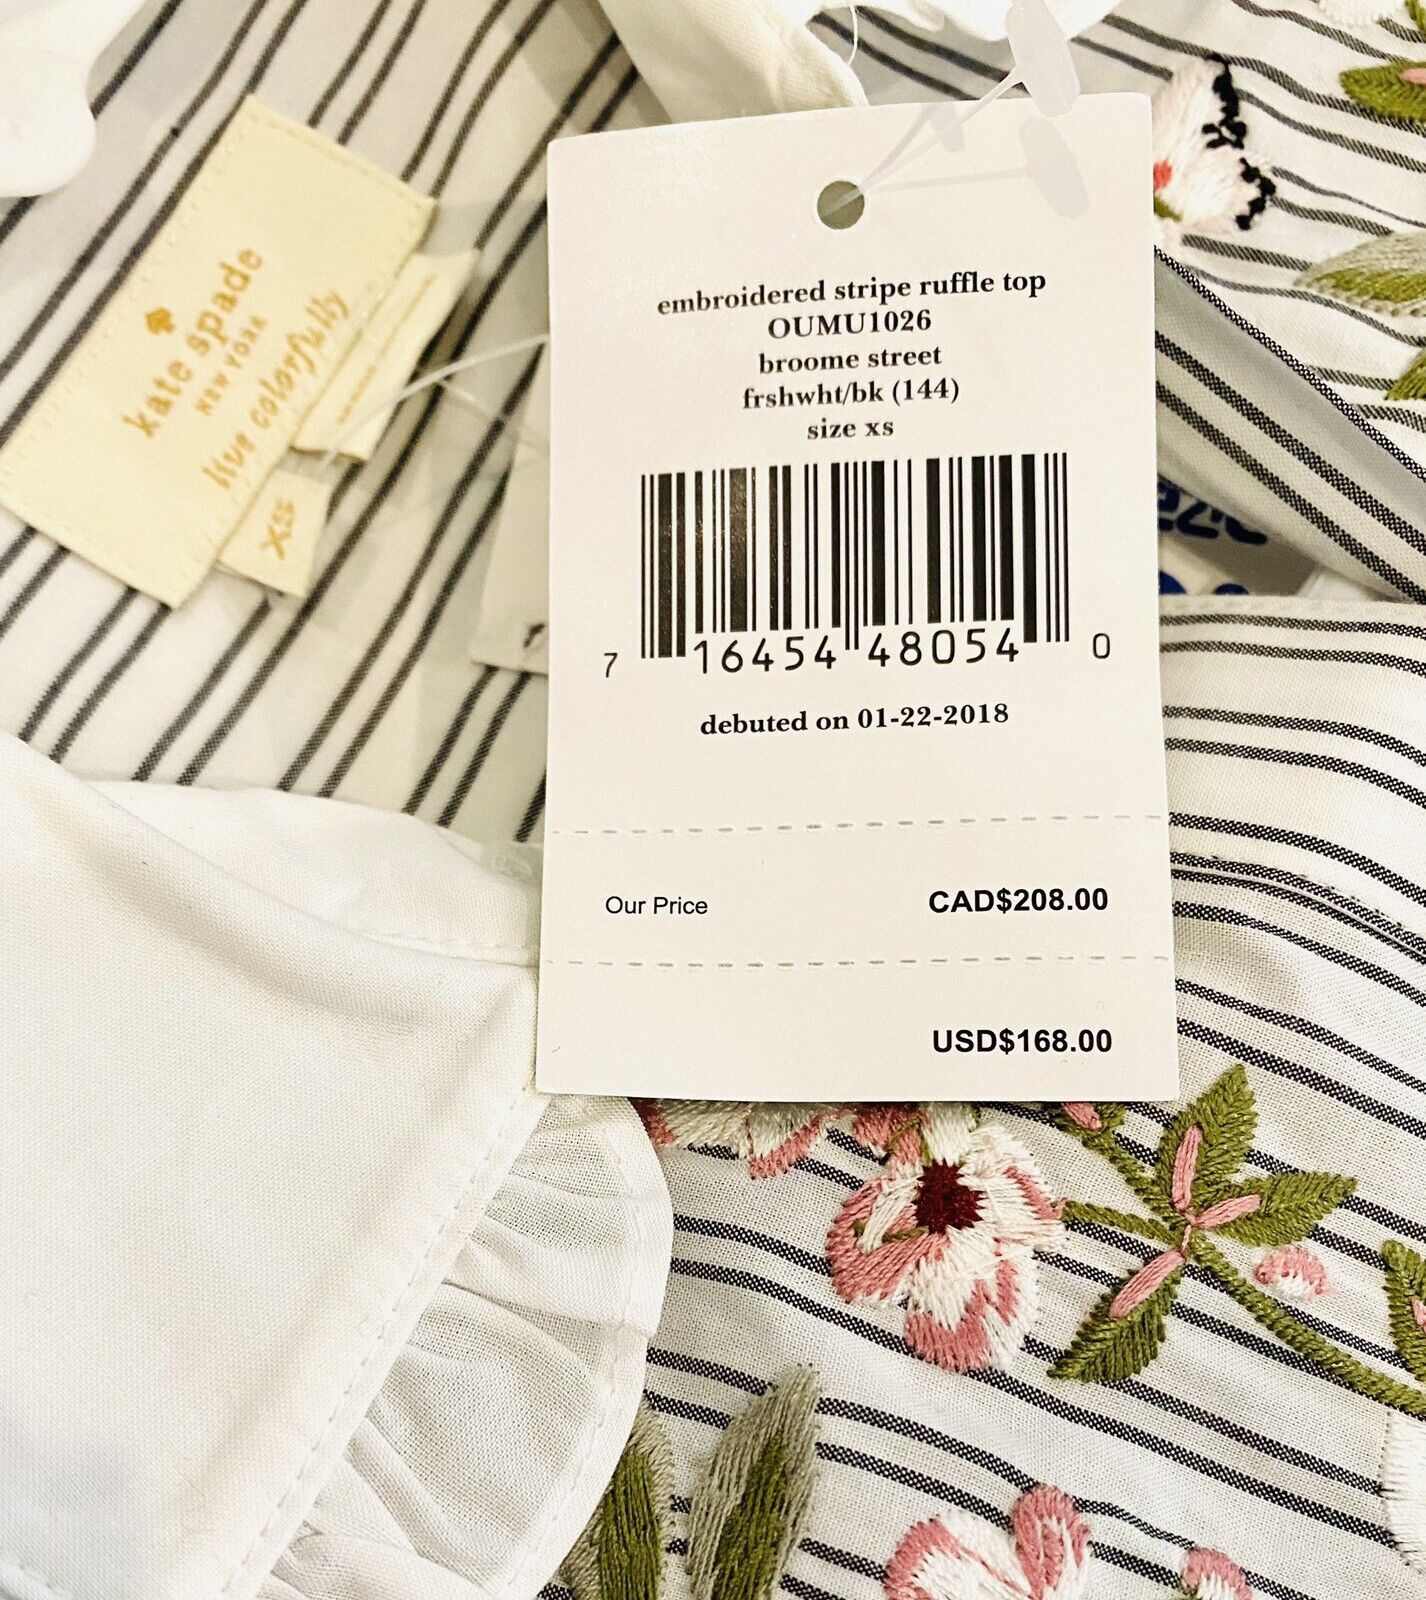 kate spade
NEW YORK
live colorfully
XS
embroidered stripe ruffle top
OUMU1026
broome street
frshwht/bk (144)
size xs
7 16454 48054 0
debuted on 01-22-2018
Our Price CAD$208.00
USD$168.00